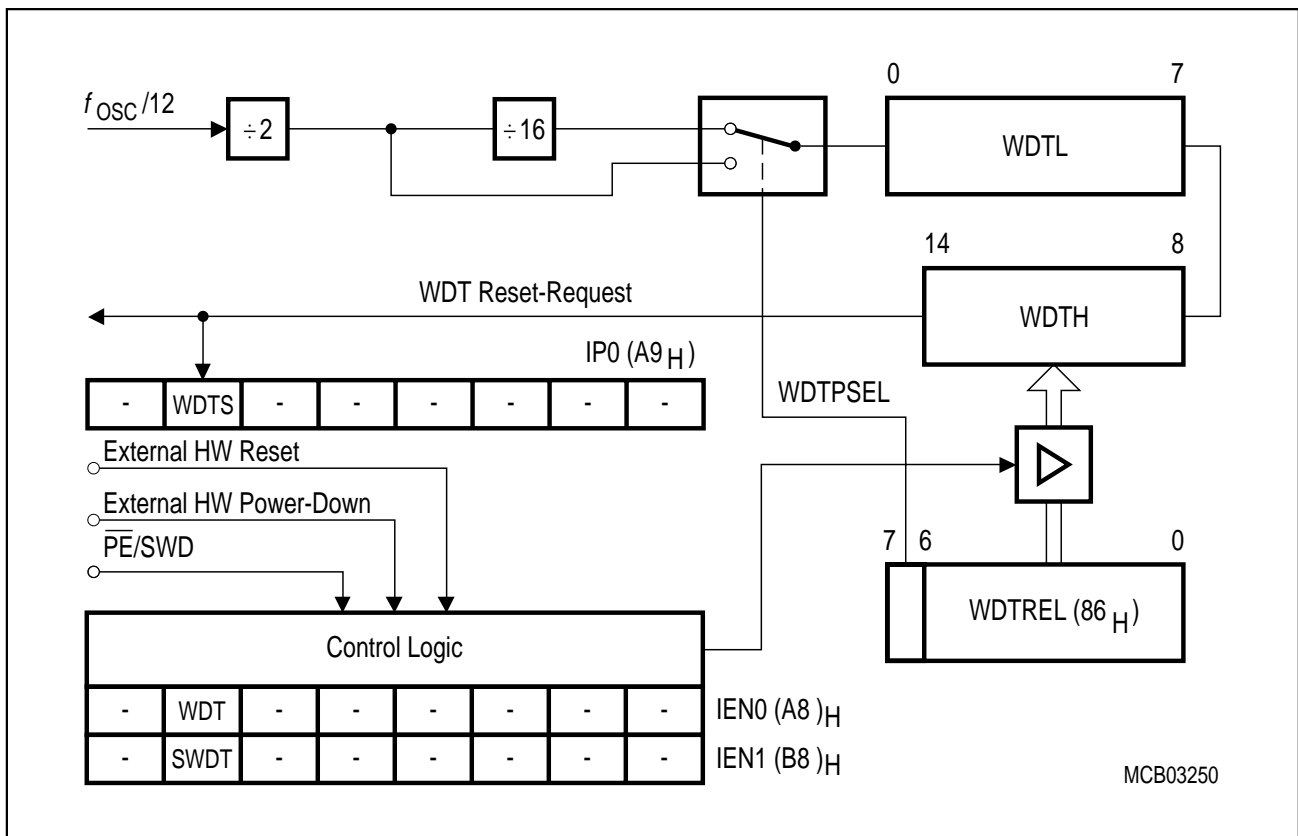 0 7
f OSC /12
÷2
÷16
WDTL
14 8
WDT Reset-Request
WDTH
IP0 (A9 H )
- WDTS - - - - - -
WDTPSEL
External HW Reset
External HW Power-Down
PE/SWD
7 6 0
WDTREL (86 H )
Control Logic
- WDT - - - - - -
IEN0 (A8 ) H
- SWDT - - - - - -
IEN1 (B8 ) H
MCB03250